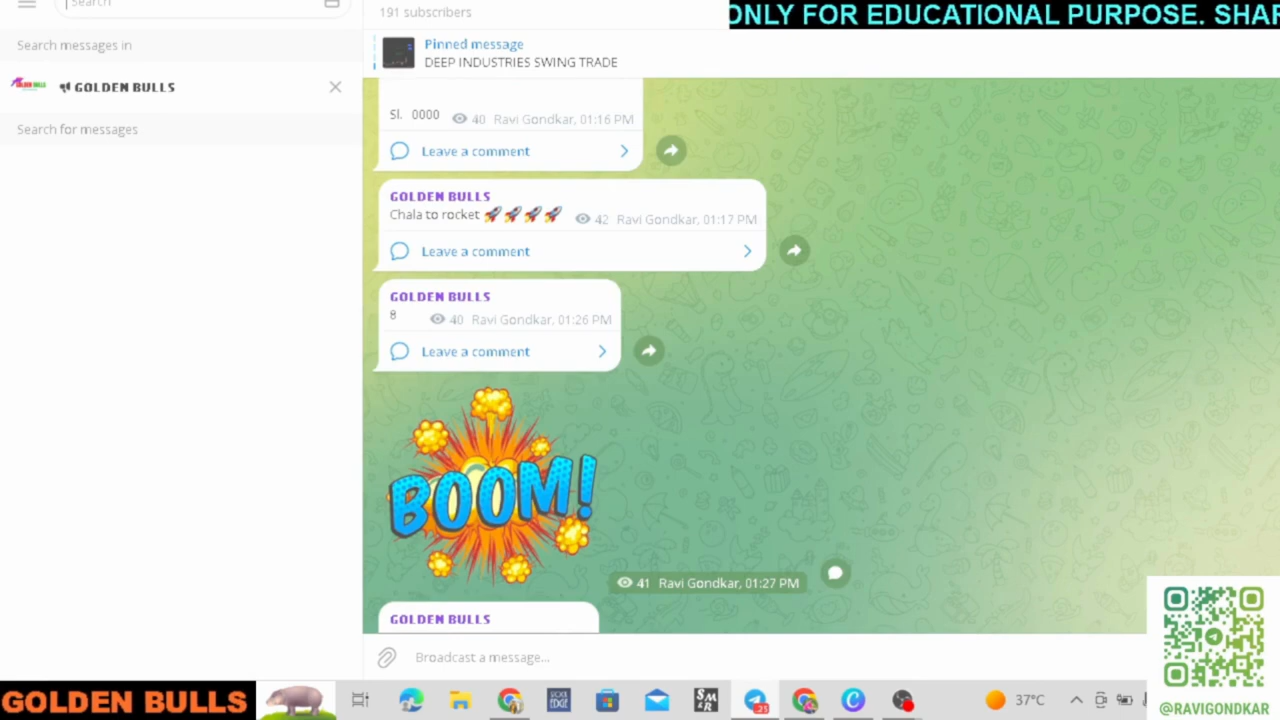 Search
191 subscribers
ONLY FOR EDUCATIONAL PURPOSE. SHAR
Search messages in
Pinned message
DEEP INDUSTRIES SWING TRADE
GOLDEN BULLS
Search for messages
Sl. 0000 40 Ravi Gondkar, 01:16 PM
Leave a comment
GOLDEN BULLS
Chala to rocket 🚀🚀🚀🚀 42 Ravi Gondkar, 01:17 PM
Leave a comment
GOLDEN BULLS
8 40 Ravi Gondkar, 01:26 PM
Leave a comment
BOOM!
41 Ravi Gondkar, 01:27 PM
GOLDEN BULLS
Broadcast a message...
GOLDEN BULLS
37°C
@RAVIGONDKAR